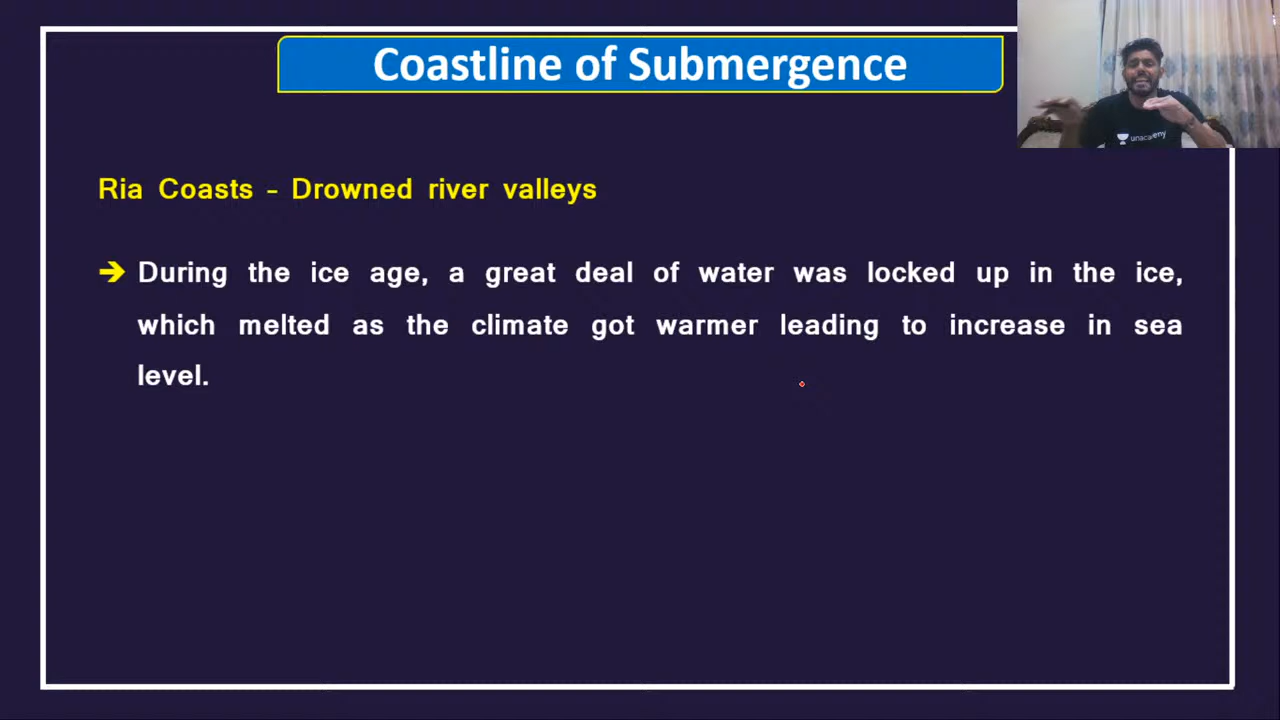 Coastline of Submergence
Ria Coasts – Drowned river valleys
➔ During the ice age, a great deal of water was locked up in the ice,
which melted as the climate got warmer leading to increase in sea
level.
unacademy